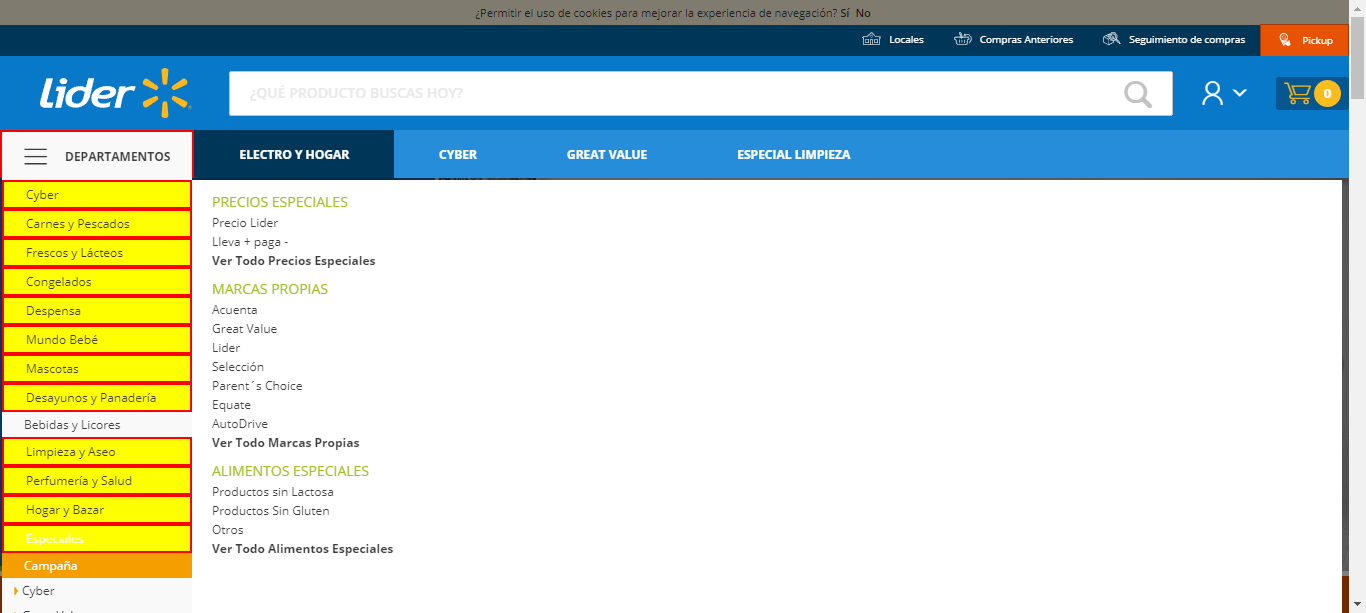 ¿Permitir el uso de cookies para mejorar la experiencia de navegación? Sí No
Locales
Compras Anteriores
Seguimiento de compras
Pickup
Lider
¿QUÉ PRODUCTO BUSCAS HOY?
0
DEPARTAMENTOS
ELECTRO Y HOGAR
CYBER
GREAT VALUE
ESPECIAL LIMPIEZA
Cyber
Carnes y Pescados
Frescos y Lácteos
Congelados
Despensa
Mundo Bebé
Mascotas
Desayunos y Panadería
Bebidas y Licores
Limpieza y Aseo
Perfumería y Salud
Hogar y Bazar
Especiales
Campaña
Cyber
PRECIOS ESPECIALES
Precio Lider
Lleva + paga -
Ver Todo Precios Especiales
MARCAS PROPIAS
Acuenta
Great Value
Lider
Selección
Parent´s Choice
Equate
AutoDrive
Ver Todo Marcas Propias
ALIMENTOS ESPECIALES
Productos sin Lactosa
Productos Sin Gluten
Otros
Ver Todo Alimentos Especiales